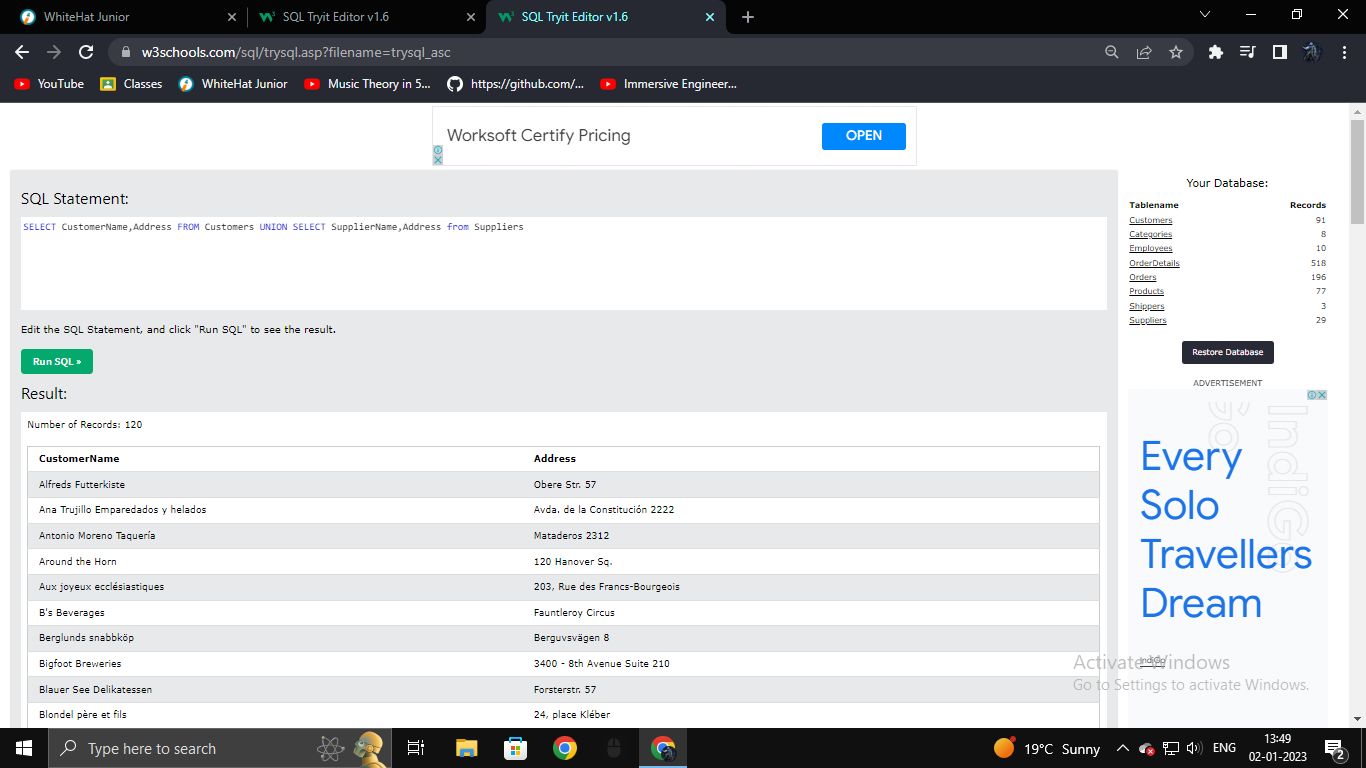 WhiteHat Junior
SQL Tryit Editor v1.6
SQL Tryit Editor v1.6
w3schools.com/sql/trysql.asp?filename=trysql_asc
YouTube
Classes
WhiteHat Junior
Music Theory in 5...
https://github.com/...
Immersive Engineer...
Worksoft Certify Pricing
OPEN
SQL Statement:
SELECT CustomerName,Address FROM Customers UNION SELECT SupplierName,Address from Suppliers
Edit the SQL Statement, and click "Run SQL" to see the result.
Run SQL »
Result:
Number of Records: 120
CustomerName Address
Alfreds Futterkiste Obere Str. 57
Ana Trujillo Emparedados y helados Avda. de la Constitución 2222
Antonio Moreno Taquería Mataderos 2312
Around the Horn 120 Hanover Sq.
Aux joyeux ecclésiastiques 203, Rue des Francs-Bourgeois
B's Beverages Fauntleroy Circus
Berglunds snabbköp Berguvsvägen 8
Bigfoot Breweries 3400 - 8th Avenue Suite 210
Blauer See Delikatessen Forsterstr. 57
Blondel père et fils 24, place Kléber
Your Database:
Tablename Records
Customers 91
Categories 8
Employees 10
OrderDetails 518
Orders 196
Products 77
Shippers 3
Suppliers 29
Restore Database
ADVERTISEMENT
IndiGo
Every
Solo
Travellers
Dream
IndiGo
Activate Windows
Go to Settings to activate Windows.
Type here to search
19°C Sunny
ENG
13:49
02-01-2023
2